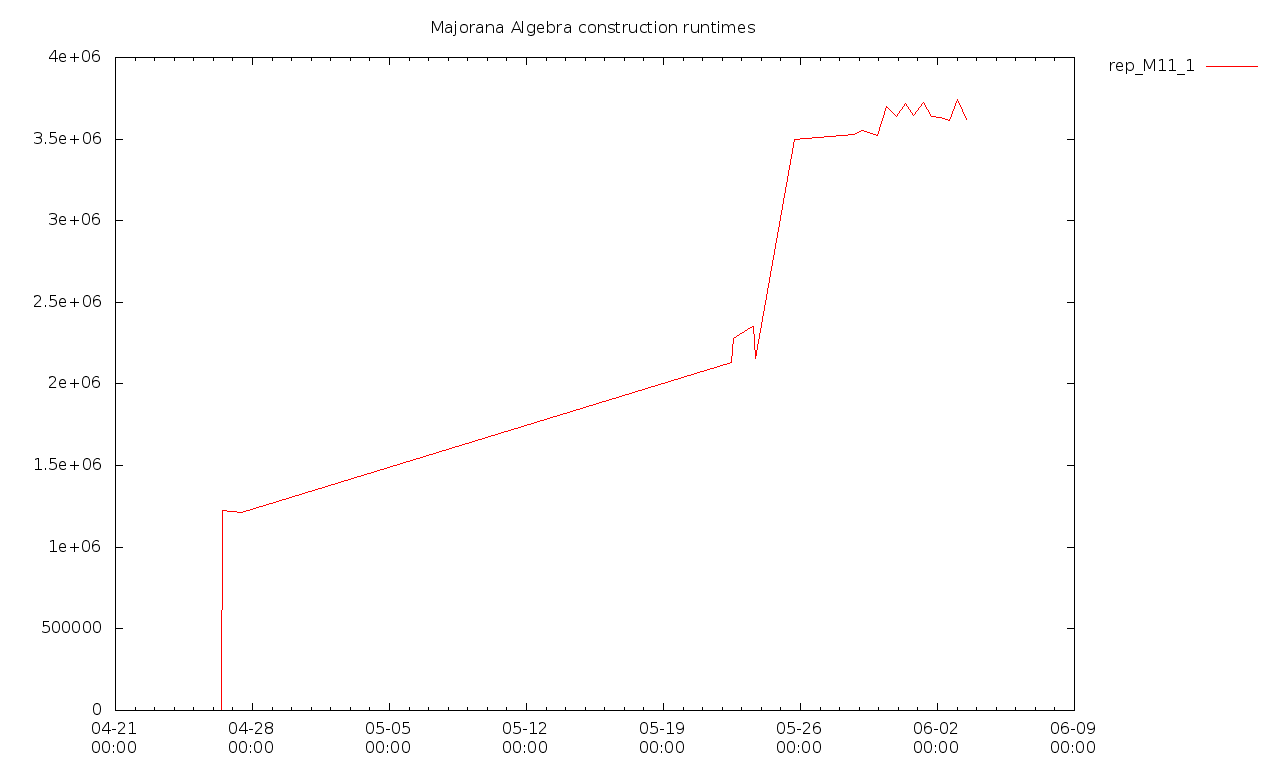 Majorana Algebra construction runtimes
rep_M11_1
4e+06
3.5e+06
3e+06
2.5e+06
2e+06
1.5e+06
1e+06
500000
0
04-21 04-28 05-05 05-12 05-19 05-26 06-02 06-09
00:00 00:00 00:00 00:00 00:00 00:00 00:00 00:00